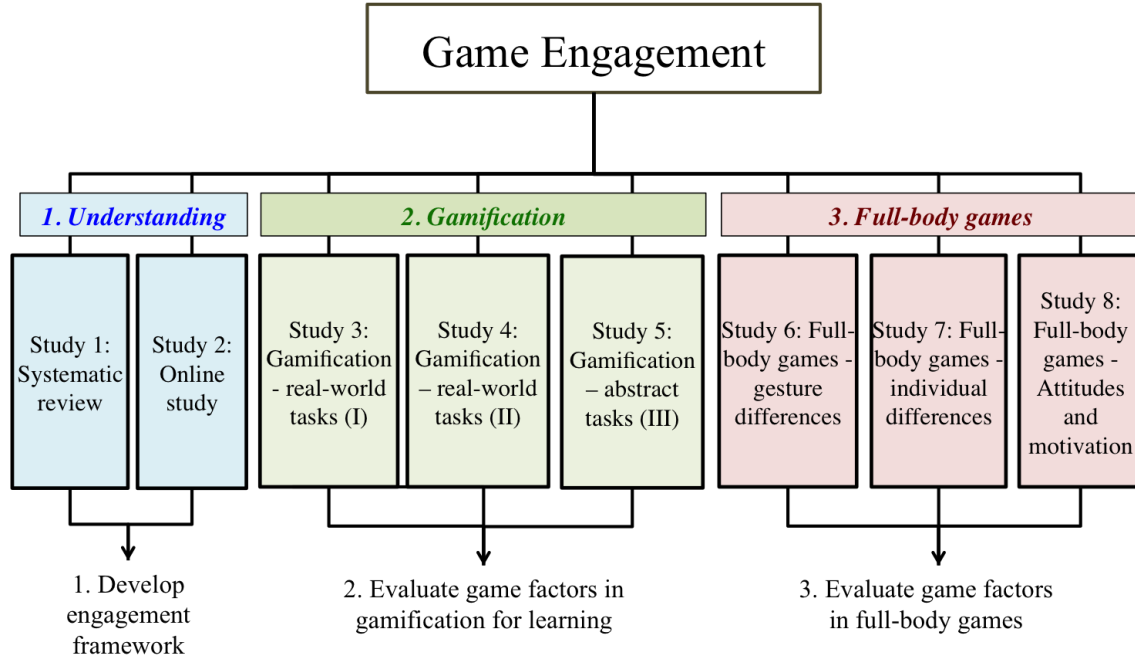 Game Engagement
1. Understanding
2. Gamification
3. Full-body games
Study 1:
Systematic
review
Study 2:
Online
study
Study 3:
Gamification
- real-world
tasks (I)
Study 4:
Gamification
– real-world
tasks (II)
Study 5:
Gamification
– abstract
tasks (III)
Study 6: Full-
body games -
gesture
differences
Study 7: Full-
body games -
individual
differences
Study 8:
Full-body
games -
Attitudes
and
motivation
1. Develop
engagement
framework
2. Evaluate game factors in
gamification for learning
3. Evaluate game factors
in full-body games